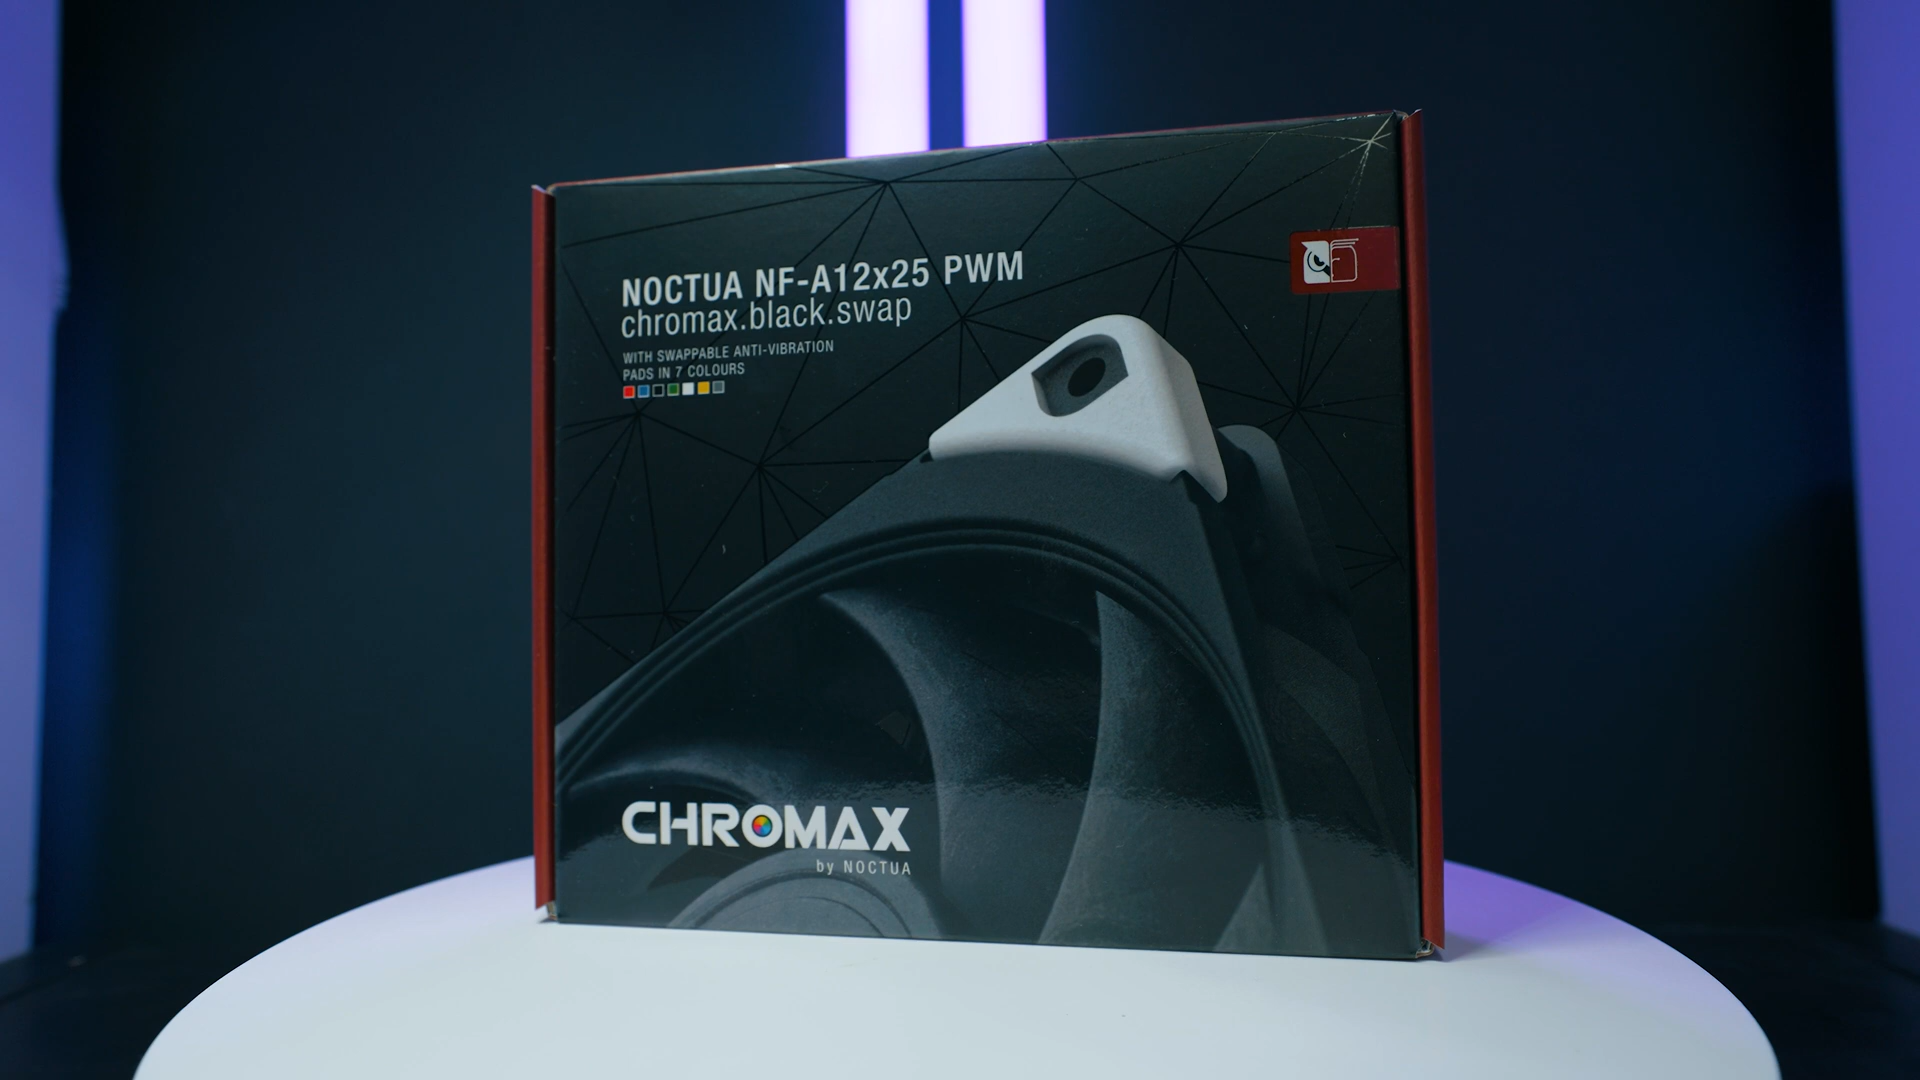 NOCTUA NF-A12x25 PWM
chromax.black.swap
WITH SWAPPABLE ANTI-VIBRATION
PADS IN 7 COLOURS
CHROMAX
by NOCTUA